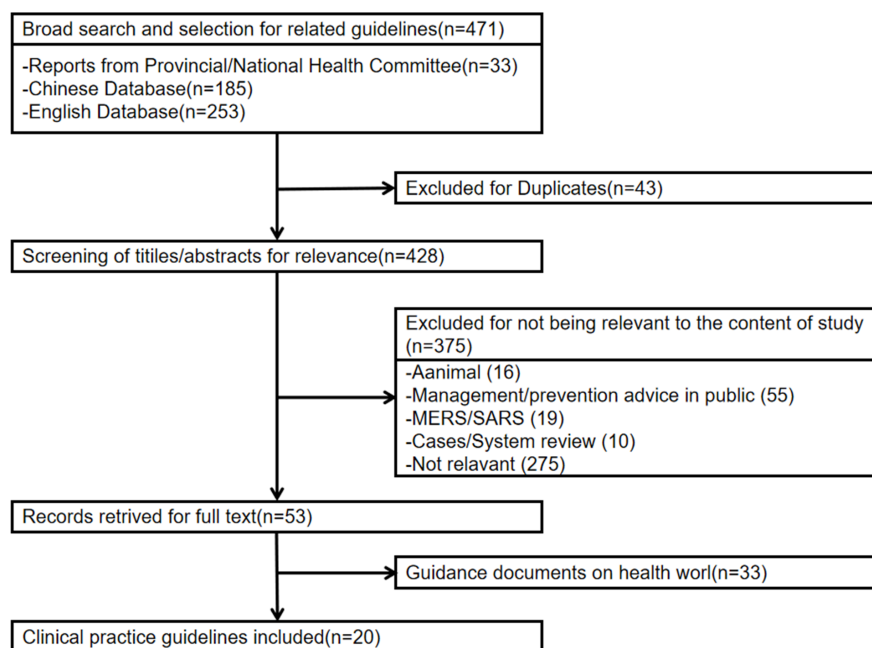 Broad search and selection for related guidelines(n=471)
-Reports from Provincial/National Health Committee(n=33)
-Chinese Database(n=185)
-English Database(n=253)
Excluded for Duplicates(n=43)
Screening of titiles/abstracts for relevance(n=428)
Excluded for not being relevant to the content of study
(n=375)
-Aanimal (16)
-Management/prevention advice in public (55)
-MERS/SARS (19)
-Cases/System review (10)
-Not relavant (275)
Records retrived for full text(n=53)
Guidance documents on health worl(n=33)
Clinical practice guidelines included(n=20)